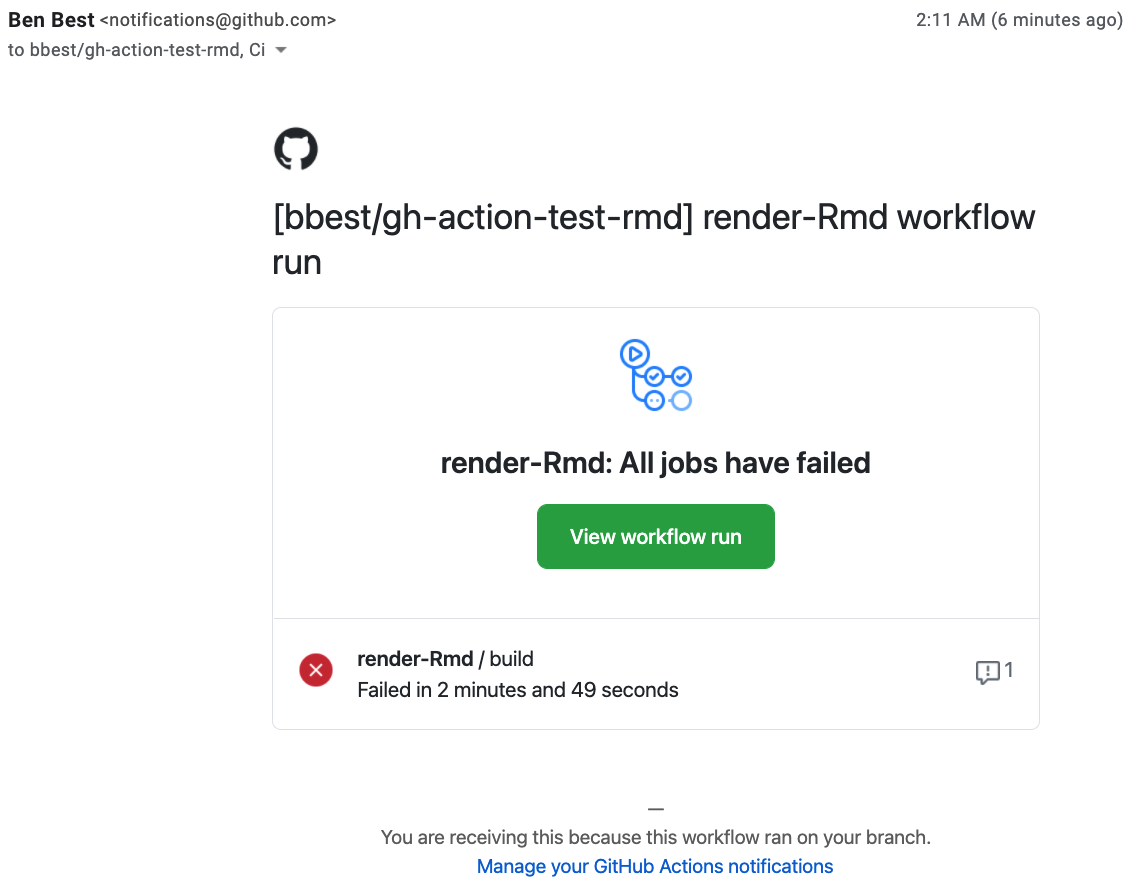 Ben Best <notifications@github.com>
2:11 AM (6 minutes ago)
to bbest/gh-action-test-rmd, Ci
[bbest/gh-action-test-rmd] render-Rmd workflow
run
render-Rmd: All jobs have failed
View workflow run
render-Rmd / build
Failed in 2 minutes and 49 seconds
1
—
You are receiving this because this workflow ran on your branch.
Manage your GitHub Actions notifications